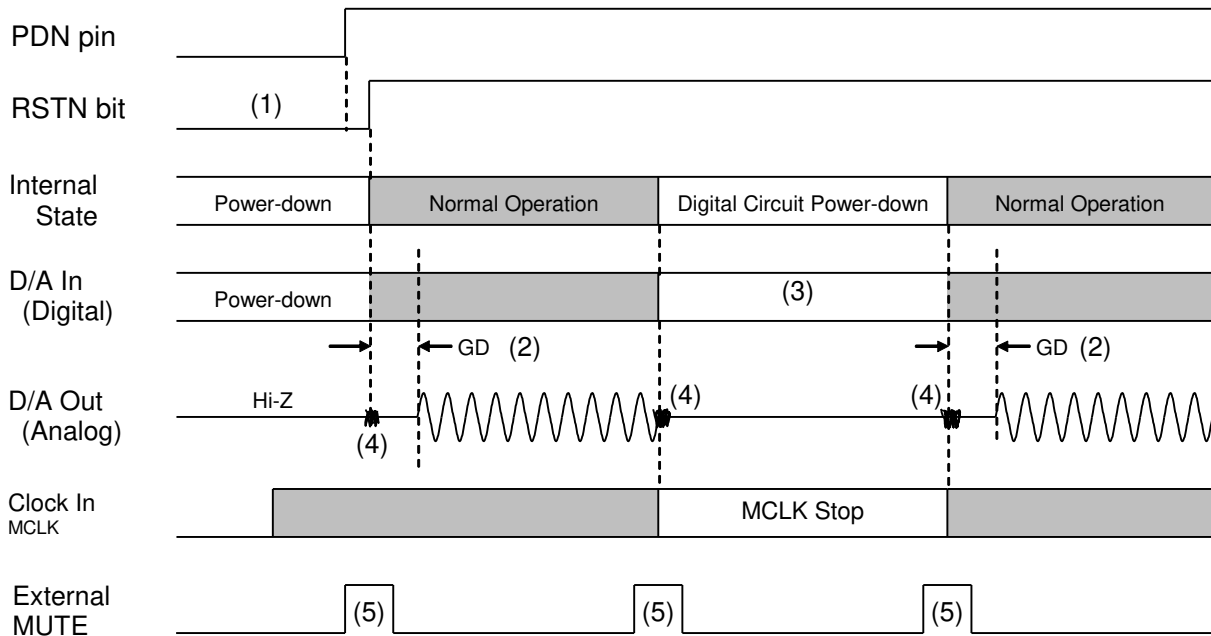 PDN pin
RSTN bit
(1)
Internal
State
Power-down
Normal Operation
Digital Circuit Power-down
Normal Operation
D/A In
(Digital)
Power-down
(3)
GD (2)
GD (2)
D/A Out
(Analog)
Hi-Z
(4)
(4)
(4)
Clock In
MCLK
MCLK Stop
External
MUTE
(5)
(5)
(5)